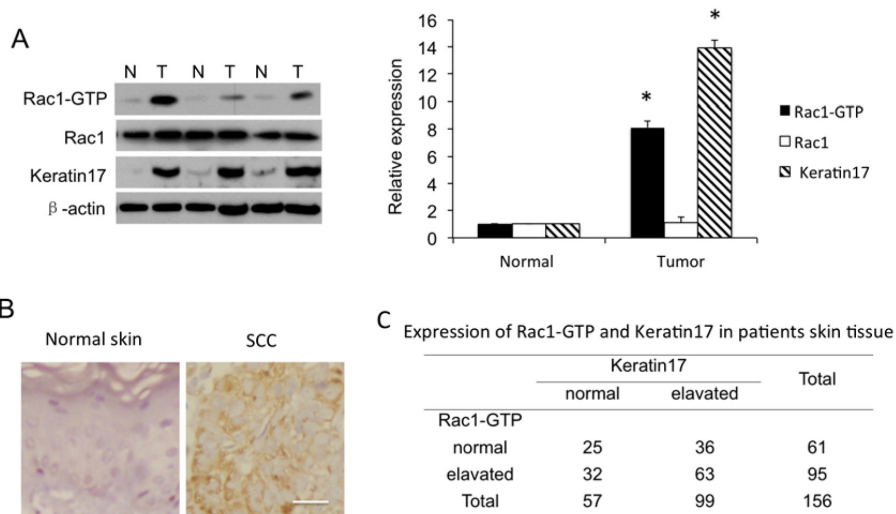 A
N T N T N T
Rac1-GTP
Rac1
Keratin17
β-actin
Relative expression
16
14
12
10
8
6
4
2
0
*
*
Normal Tumor
Rac1-GTP
Rac1
Keratin17
B
Normal skin SCC
C
Expression of Rac1-GTP and Keratin17 in patients skin tissue
Keratin17 Total
normal elavated
Rac1-GTP
normal 25 36 61
elavated 32 63 95
Total 57 99 156